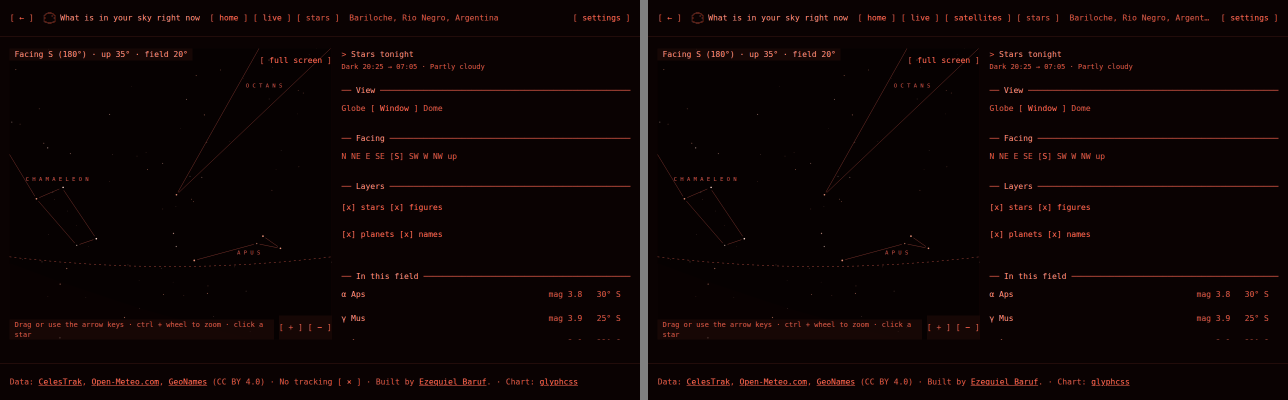 [ ← ] What is in your sky right now [ home ] [ live ] [ stars ] Bariloche, Rio Negro, Argentina [ settings ]
Facing S (180°) · up 35° · field 20°
[ full screen ]
OCTANS
CHAMAELEON
APUS
Drag or use the arrow keys · ctrl + wheel to zoom · click a
star
[ + ] [ − ]
> Stars tonight
Dark 20:25 → 07:05 · Partly cloudy
View
Globe [ Window ] Dome
Facing
N NE E SE [S] SW W NW up
Layers
[x] stars [x] figures
[x] planets [x] names
In this field
α Aps mag 3.8 30° S
γ Mus mag 3.9 25° S
Data: CelesTrak, Open-Meteo.com, GeoNames (CC BY 4.0) · No tracking [ × ] · Built by Ezequiel Baruf. · Chart: glyphcss
[ ← ] What is in your sky right now [ home ] [ live ] [ satellites ] [ stars ] Bariloche, Rio Negro, Argent… [ settings ]
Facing S (180°) · up 35° · field 20°
[ full screen ]
OCTANS
CHAMAELEON
APUS
Drag or use the arrow keys · ctrl + wheel to zoom · click a
star
[ + ] [ − ]
> Stars tonight
Dark 20:25 → 07:05 · Partly cloudy
View
Globe [ Window ] Dome
Facing
N NE E SE [S] SW W NW up
Layers
[x] stars [x] figures
[x] planets [x] names
In this field
α Aps mag 3.8 30° S
γ Mus mag 3.9 25° S
Data: CelesTrak, Open-Meteo.com, GeoNames (CC BY 4.0) · Built by Ezequiel Baruf. · Chart: glyphcss